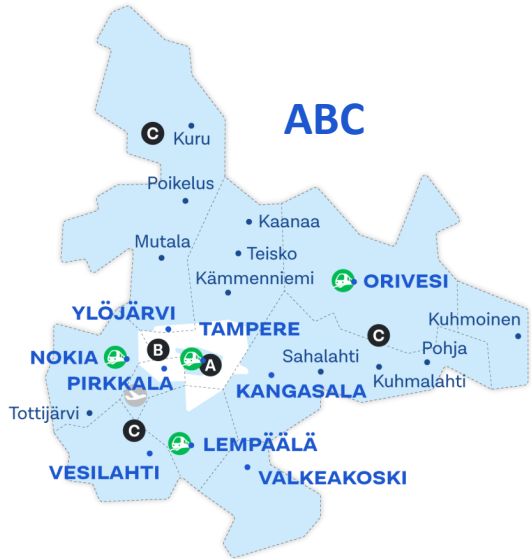 ABC
C
Kuru
Poikelus
Kaanaa
Mutala
Teisko
Kämmenniemi
ORIVESI
YLÖJÄRVI
TAMPERE
Kuhmoinen
C
B
NOKIA
A
Sahalahti
Pohja
PIRKKALA
KANGASALA
Kuhmalahti
Tottijärvi
C
LEMPÄÄLÄ
VESILAHTI
VALKEAKOSKI